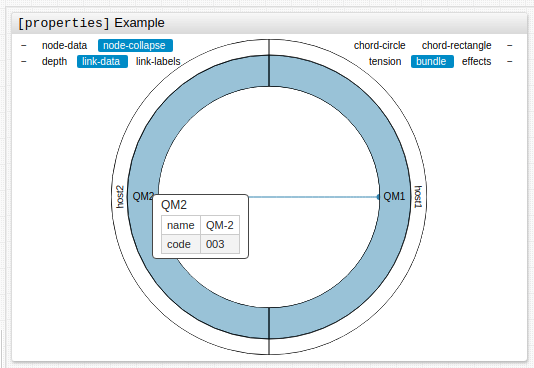 [properties] Example
− node-data node-collapse chord-circle chord-rectangle −
− depth link-data link-labels tension bundle effects −
host2 QM2 QM1 host1
QM2
name QM-2
code 003